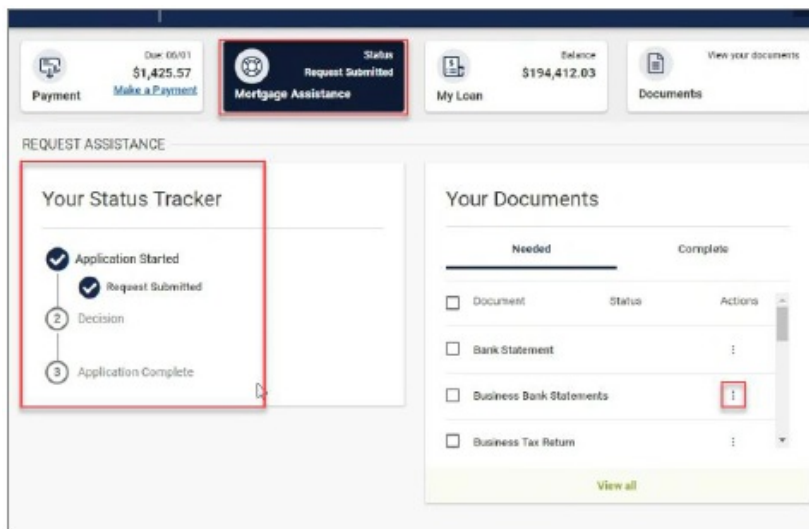 Due: 06/01
$1,425.57
Payment
Make a Payment
Status
Request Submitted
Mortgage Assistance
Balance
$194,412.03
My Loan
View your documents
Documents
REQUEST ASSISTANCE
Your Status Tracker
Application Started
Request Submitted
2 Decision
3 Application Complete
Your Documents
Needed Complete
Document Status Actions
Bank Statement
Business Bank Statements
Business Tax Return
View all